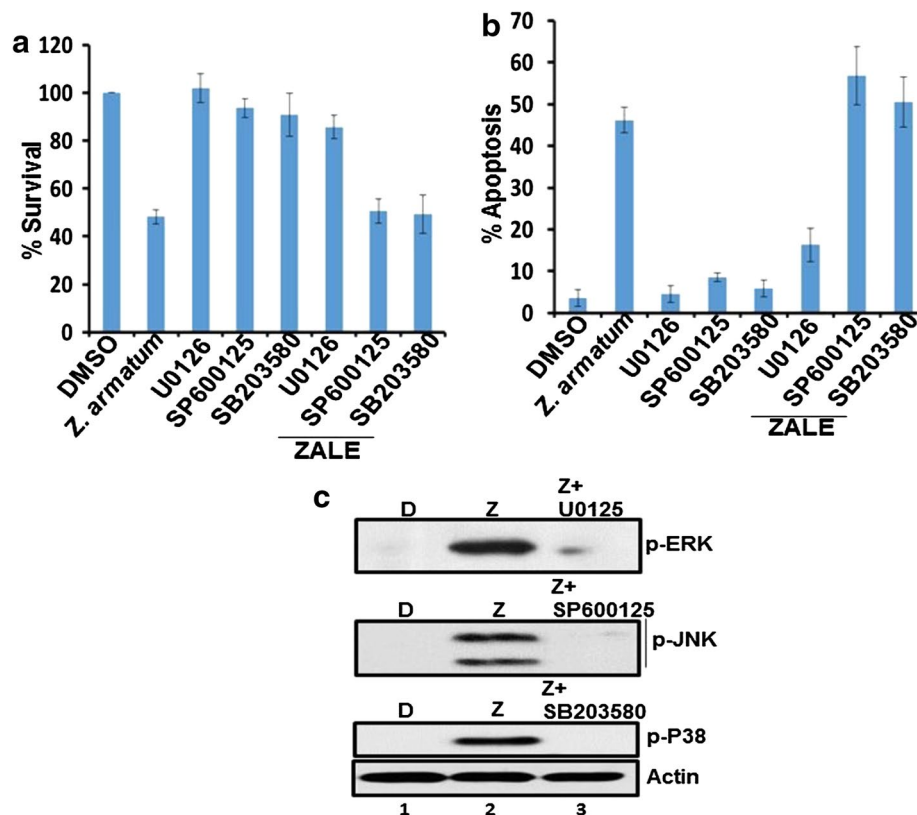 a
120
100
80
60
40
20
0
% Survival
DMSO
Z. armatum
U0126
SP600125
SB203580
U0126
SP600125
SB203580
ZALE
b
70
60
50
40
30
20
10
0
% Apoptosis
DMSO
Z. armatum
U0126
SP600125
SB203580
U0126
SP600125
SB203580
ZALE
c
D Z Z+
U0125
p-ERK
D Z Z+
SP600125
p-JNK
D Z Z+
SB203580
p-P38
Actin
1 2 3